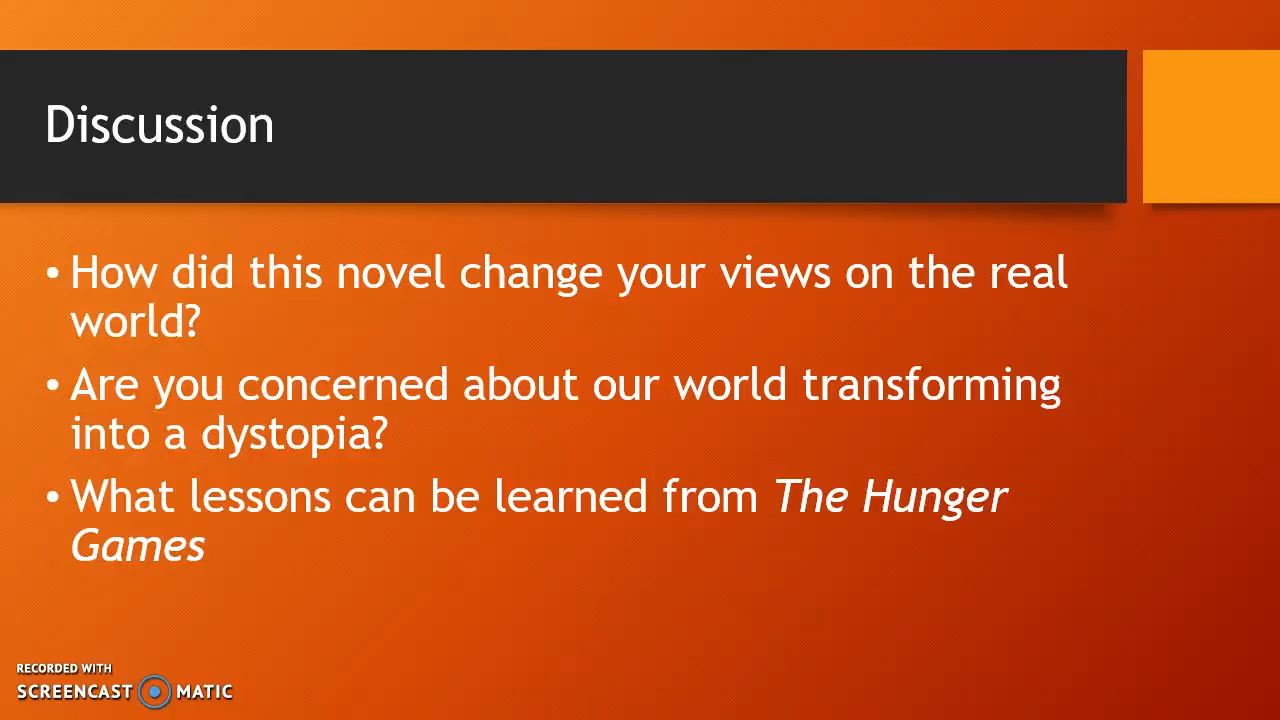 Discussion
• How did this novel change your views on the real
world?
• Are you concerned about our world transforming
into a dystopia?
• What lessons can be learned from The Hunger
Games
RECORDED WITH
SCREENCAST MATIC